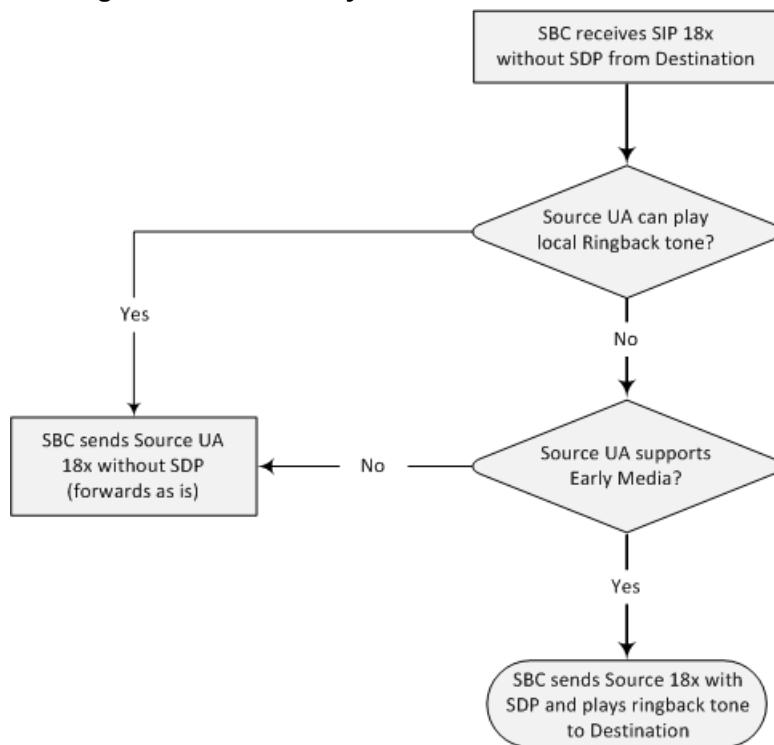 SBC receives SIP 18x
without SDP from Destination
Source UA can play
local Ringback tone?
Yes
No
SBC sends Source UA
18x without SDP
(forwards as is)
No
Source UA supports
Early Media?
Yes
SBC sends Source 18x with
SDP and plays ringback tone
to Destination